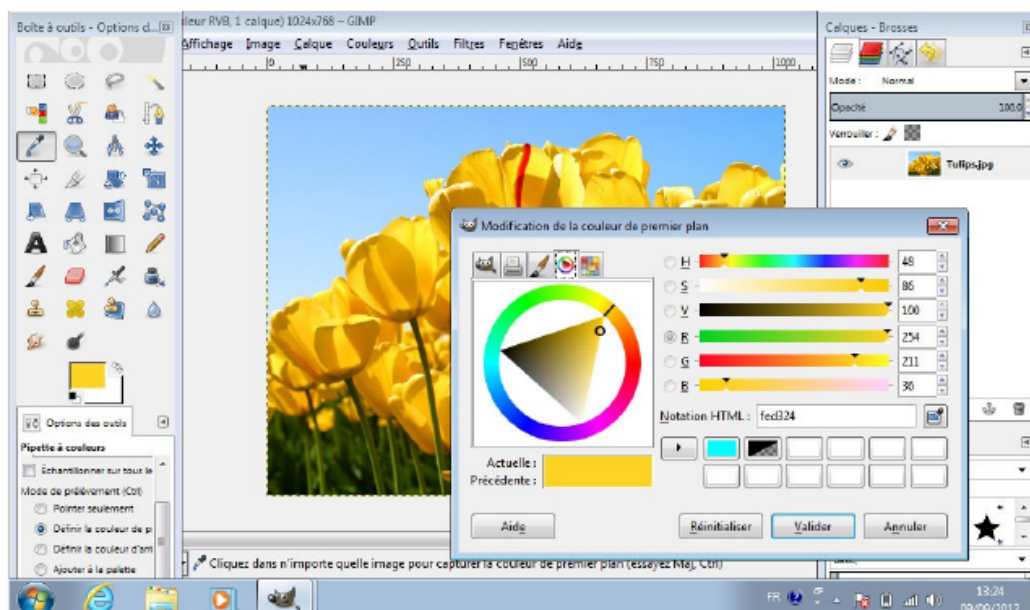 Boîte à outils - Options d...
leur RVB, 1 calque) 1024x768 – GIMP
Affichage Image Calque Couleurs Outils Filtres Fenêtres Aide
0 250 500 750 1000
Calques - Brosses
Mode : Normal
Opacité 100,0
Verrouiller :
Tulips.jpg
Modification de la couleur de premier plan
H 48
S 86
V 100
R 254
G 211
B 36
Notation HTML : fed324
Actuelle :
Précédente :
Aide Réinitialiser Valider Annuler
Options des outils
Pipette à couleurs
Échantillonner sur tous le
Mode de prélèvement (Ctrl)
Pointer seulement
Définir la couleur de p
Définir la couleur d'arri
Ajouter à la palette
Cliquez dans n'importe quelle image pour capturer la couleur de premier plan (essayez Maj, Ctrl)
FR
13:24
09/09/2012